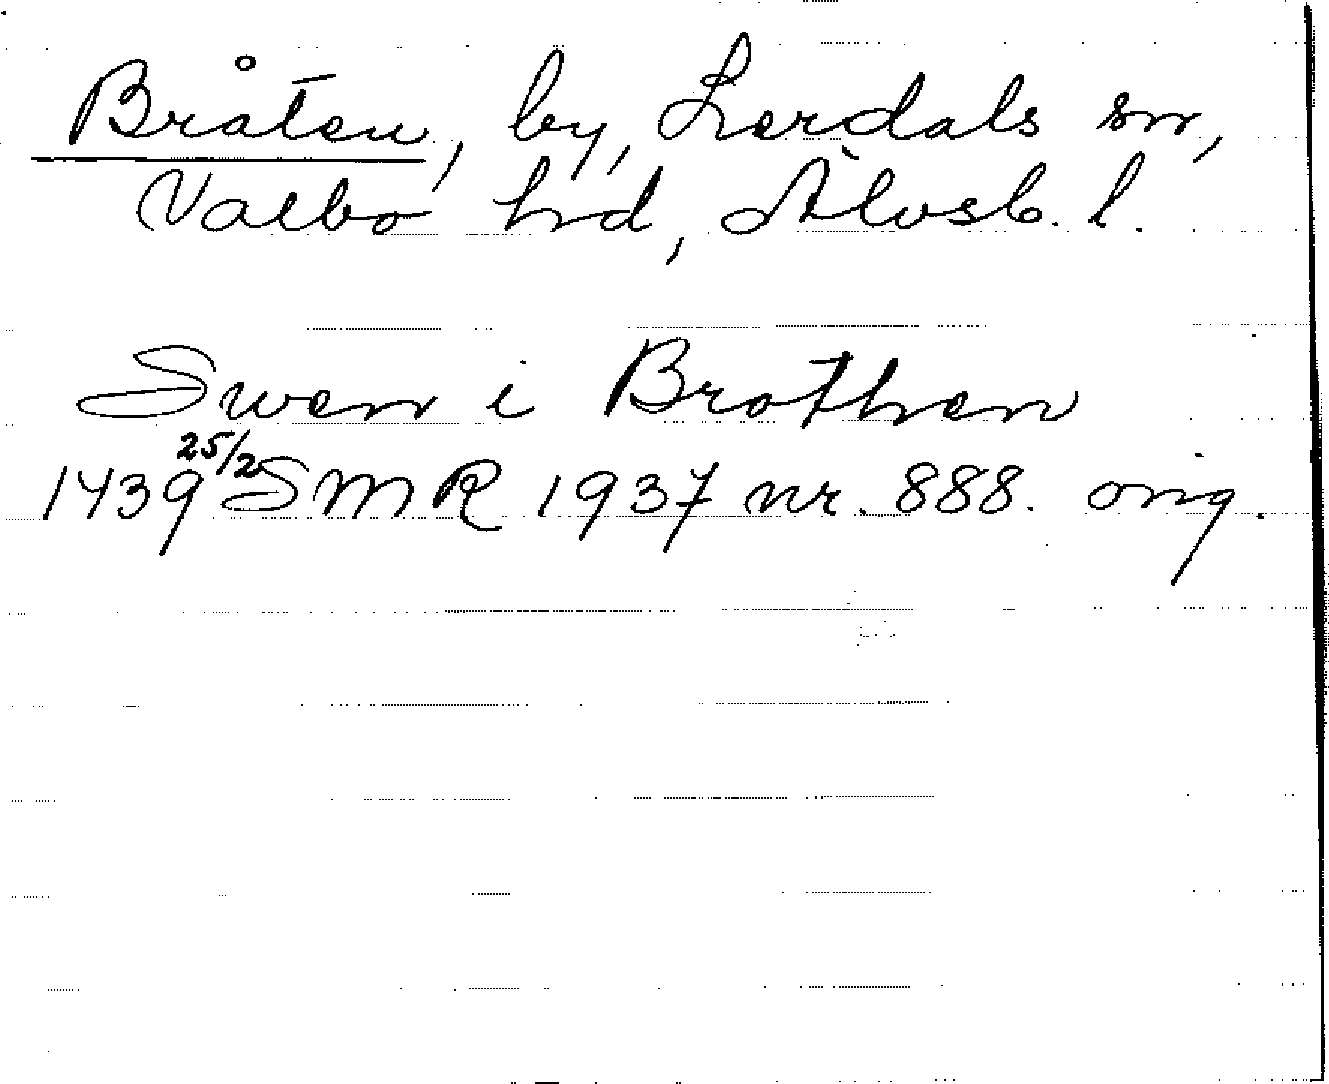 Bråten, by, Lerdals sn,
Valbo hd, Älvsb. l.
Swen i Brothen
1439 25/2 SMR 1937 nr. 888. orig.